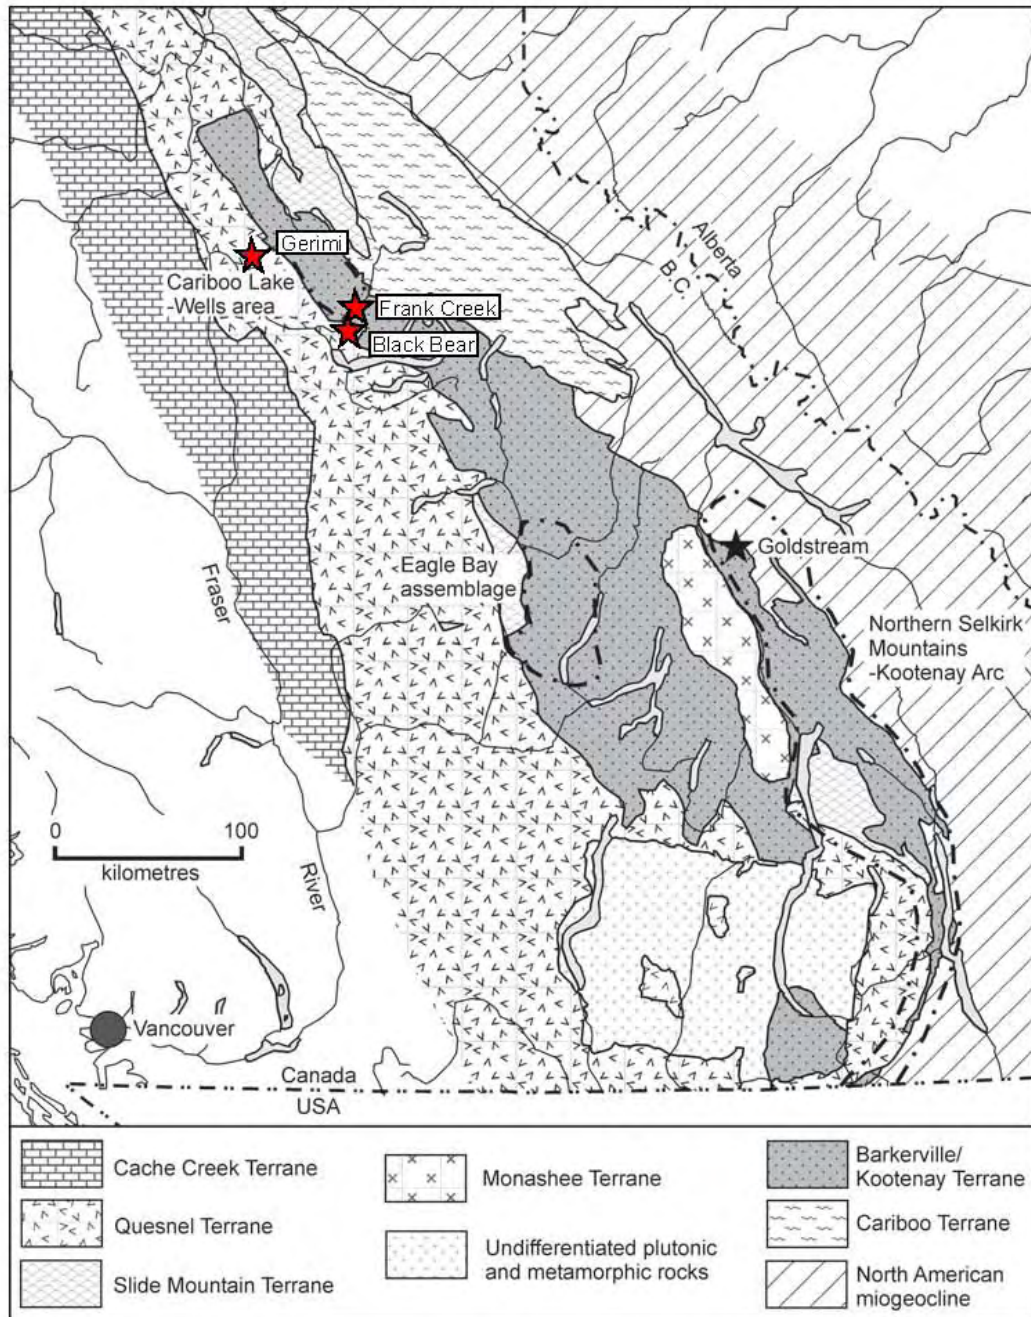 Gerimi
Cariboo Lake
-Wells area
Frank Creek
Black Bear
Alberta
B.C.
Goldstream
Eagle Bay
assemblage
Northern Selkirk
Mountains
-Kootenay Arc
Fraser
River
0 100
kilometres
Vancouver
Canada
USA
Cache Creek Terrane
Quesnel Terrane
Slide Mountain Terrane
Monashee Terrane
Undifferentiated plutonic
and metamorphic rocks
Barkerville/
Kootenay Terrane
Cariboo Terrane
North American
miogeocline